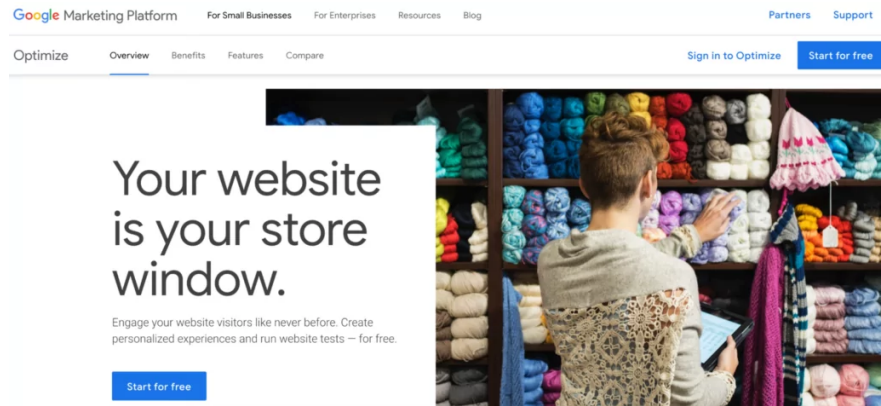 Google Marketing Platform For Small Businesses For Enterprises Resources Blog Partners Support
Optimize Overview Benefits Features Compare Sign in to Optimize Start for free
Your website
is your store
window.
Engage your website visitors like never before. Create
personalized experiences and run website tests — for free.
Start for free